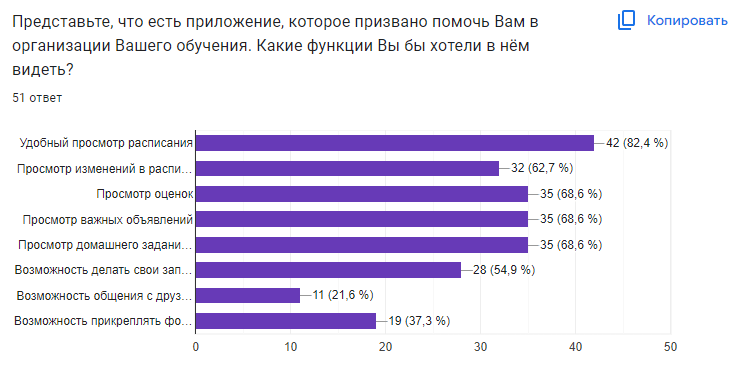 Представьте, что есть приложение, которое призвано помочь Вам в
организации Вашего обучения. Какие функции Вы бы хотели в нём
видеть?
Копировать
51 ответ
Удобный просмотр расписания
42 (82,4 %)
Просмотр изменений в распи…
32 (62,7 %)
Просмотр оценок
35 (68,6 %)
Просмотр важных объявлений
35 (68,6 %)
Просмотр домашнего задани…
35 (68,6 %)
Возможность делать свои зап…
28 (54,9 %)
Возможность общения с друз…
11 (21,6 %)
Возможность прикреплять фо…
19 (37,3 %)
0 10 20 30 40 50